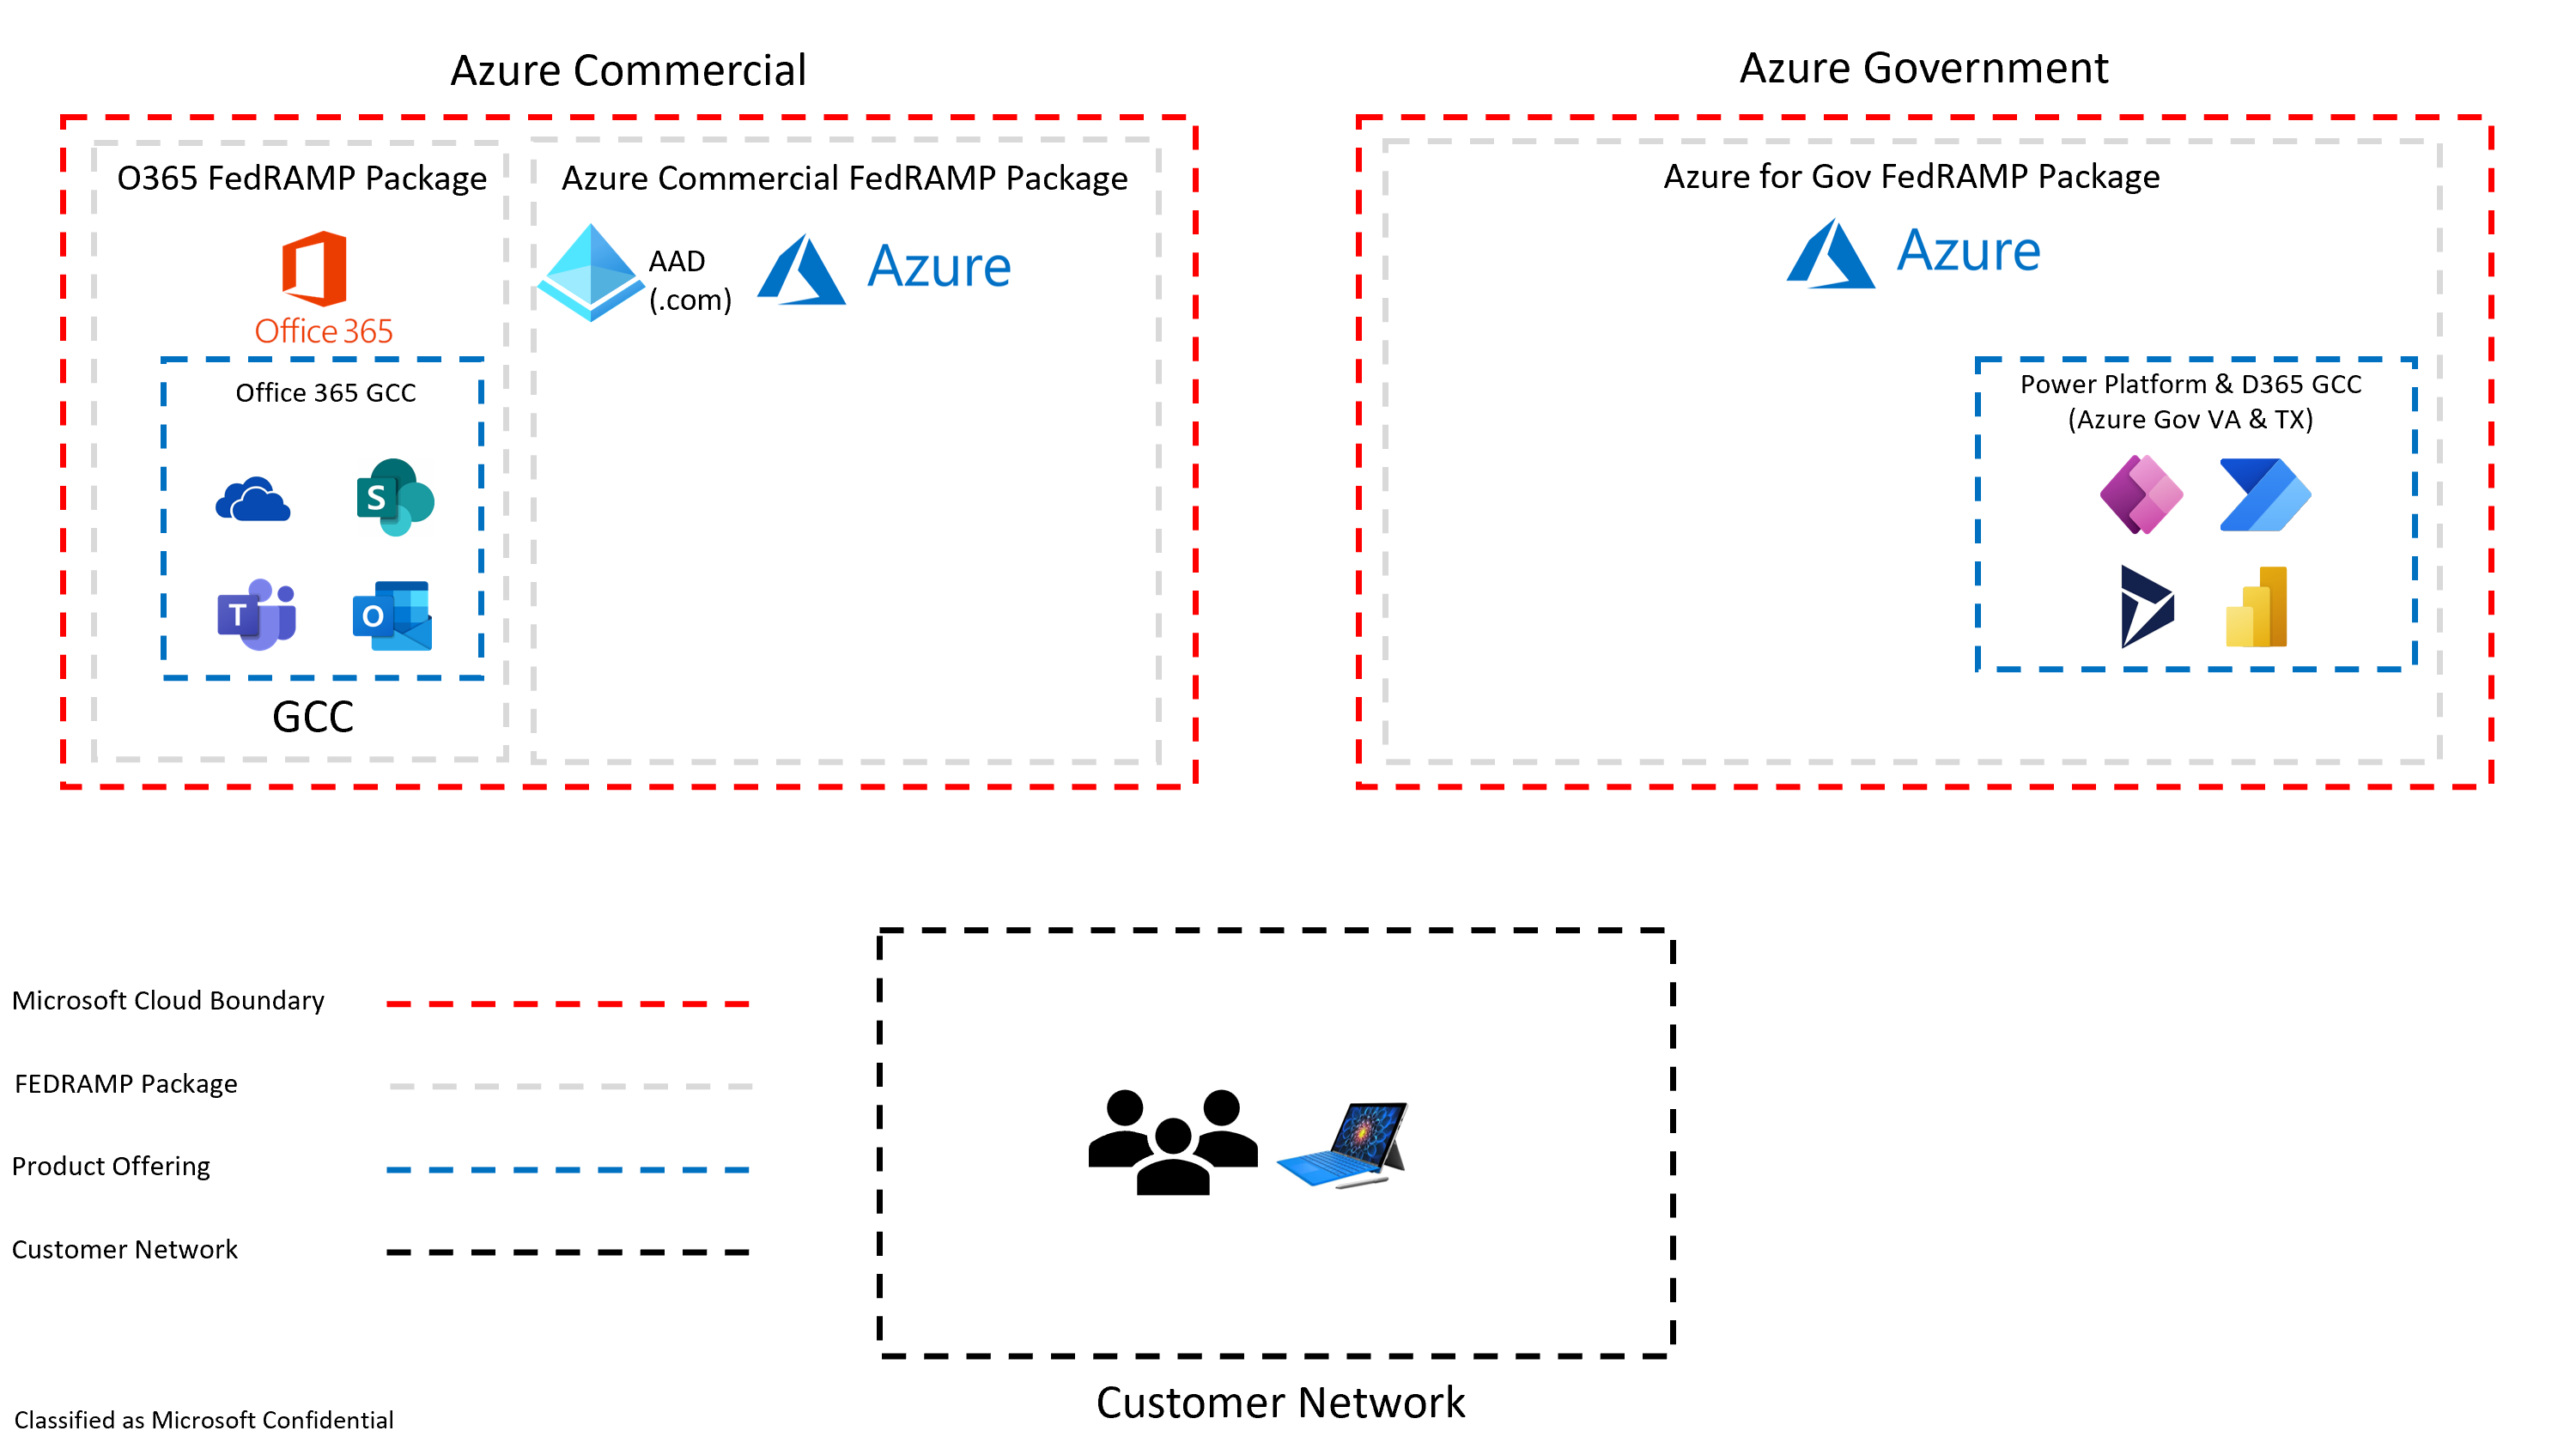 Azure Commercial
Azure Government
O365 FedRAMP Package
Azure Commercial FedRAMP Package
Azure for Gov FedRAMP Package
Office 365
AAD
(.com)
Azure
Azure
Office 365 GCC
S
T
O
GCC
Power Platform & D365 GCC
(Azure Gov VA & TX)
Microsoft Cloud Boundary
FEDRAMP Package
Product Offering
Customer Network
Customer Network
Classified as Microsoft Confidential